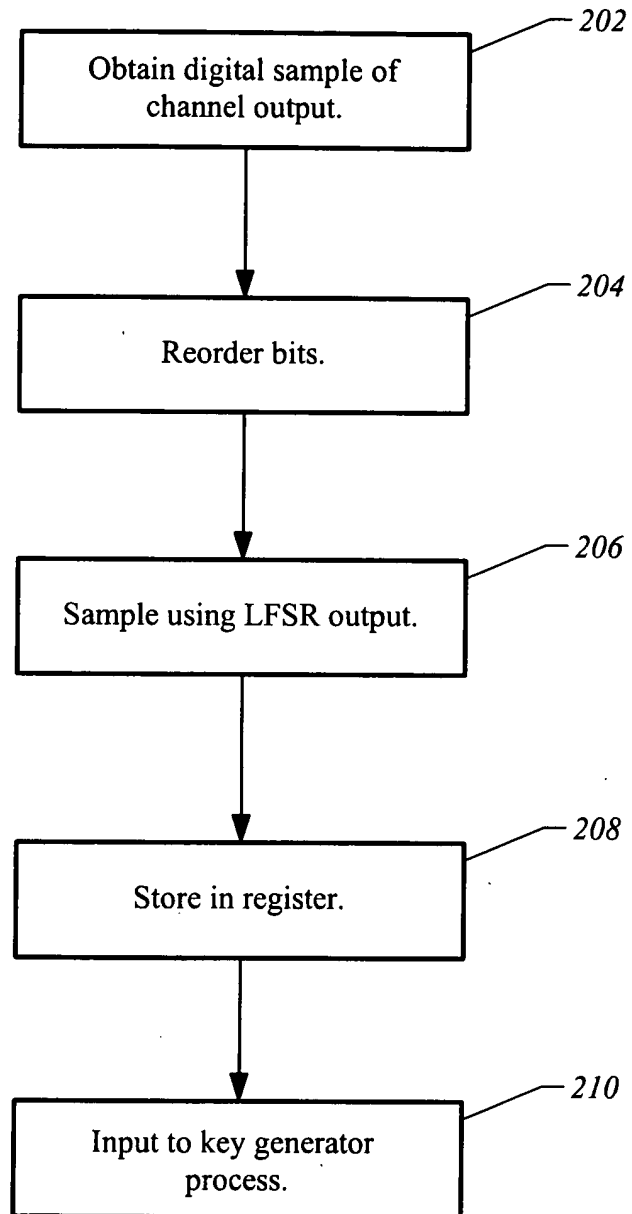 202
Obtain digital sample of
channel output.
204
Reorder bits.
206
Sample using LFSR output.
208
Store in register.
210
Input to key generator
process.